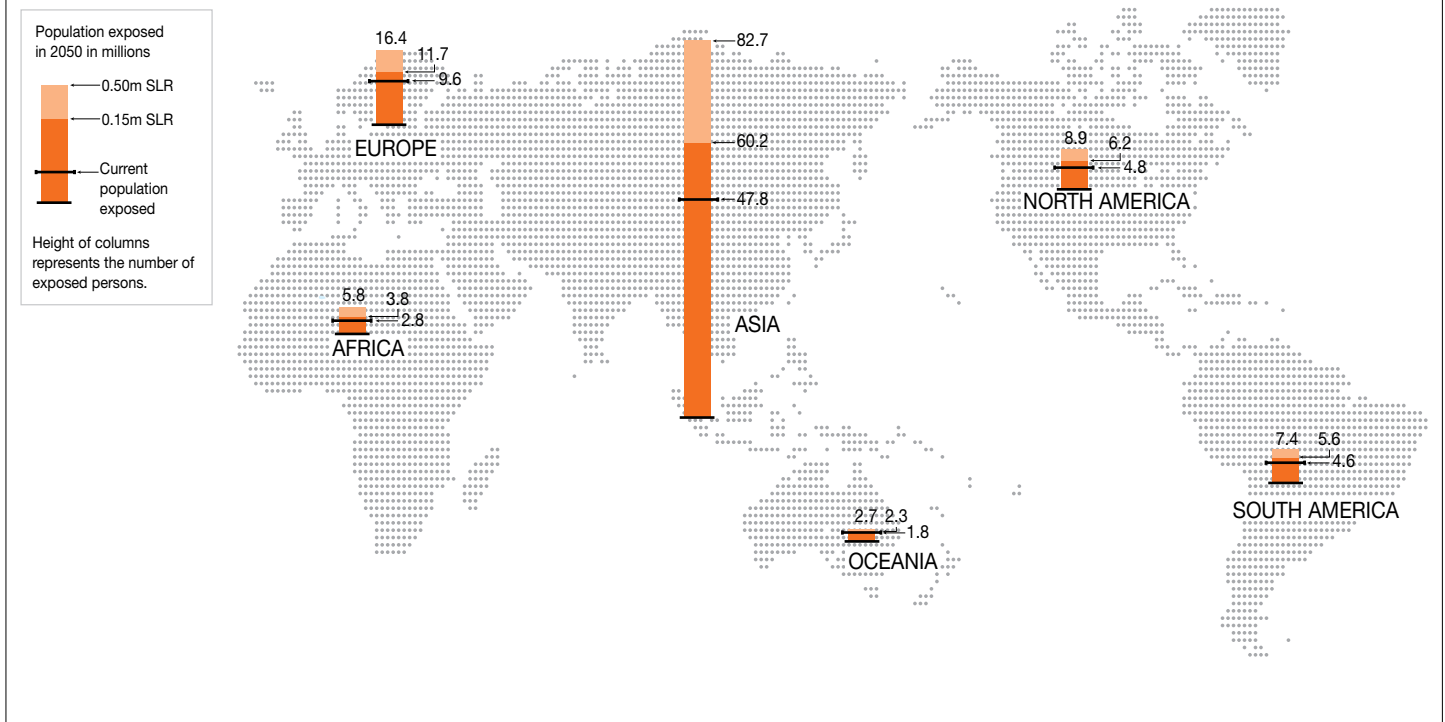 Population exposed
in 2050 in millions
0.50m SLR
0.15m SLR
Current
population
exposed
Height of columns
represents the number of
exposed persons.
16.4
11.7
9.6
EUROPE
5.8
3.8
2.8
AFRICA
82.7
60.2
47.8
ASIA
2.7
2.3
1.8
OCEANIA
8.9
6.2
4.8
NORTH AMERICA
7.4
5.6
4.6
SOUTH AMERICA